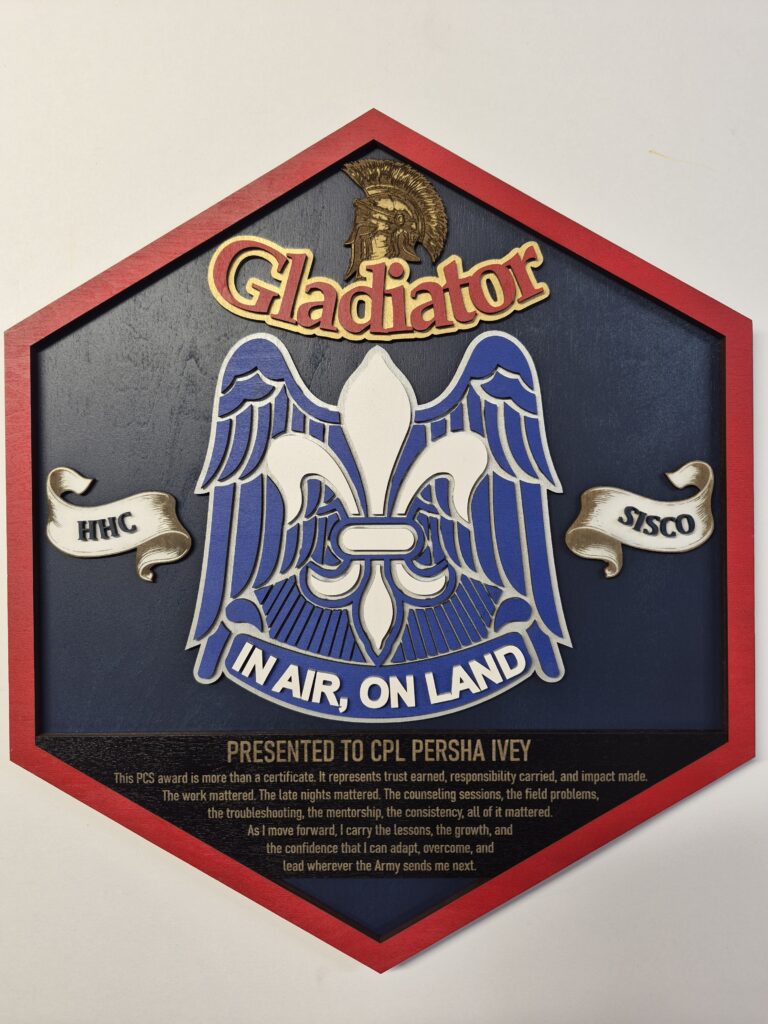 Gladiator
HHC
S1SCO
IN AIR, ON LAND
PRESENTED TO CPL PERSHA IVEY
This PCS award is more than a certificate. It represents trust earned, responsibility carried, and impact made.
The work mattered. The late nights mattered. The counseling sessions, the field problems,
the troubleshooting, the mentorship, the consistency, all of it mattered.
As I move forward, I carry the lessons, the growth, and
the confidence that I can adapt, overcome, and
lead wherever the Army sends me next.